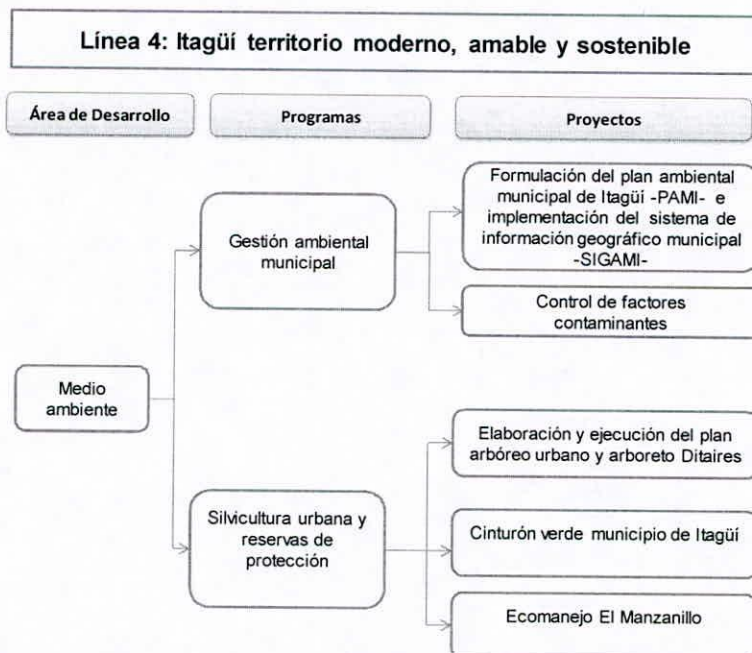 Línea 4: Itagüí territorio moderno, amable y sostenible
Área de Desarrollo
Programas
Proyectos
Formulación del plan ambiental
municipal de Itagüí -PAMI- e
implementación del sistema de
información geográfico municipal
-SIGAMI-
Gestión ambiental
municipal
Control de factores
contaminantes
Medio
ambiente
Elaboración y ejecución del plan
arbóreo urbano y arboreto Ditaires
Silvicultura urbana y
reservas de
protección
Cinturón verde municipio de Itagüí
Ecomanejo El Manzanillo